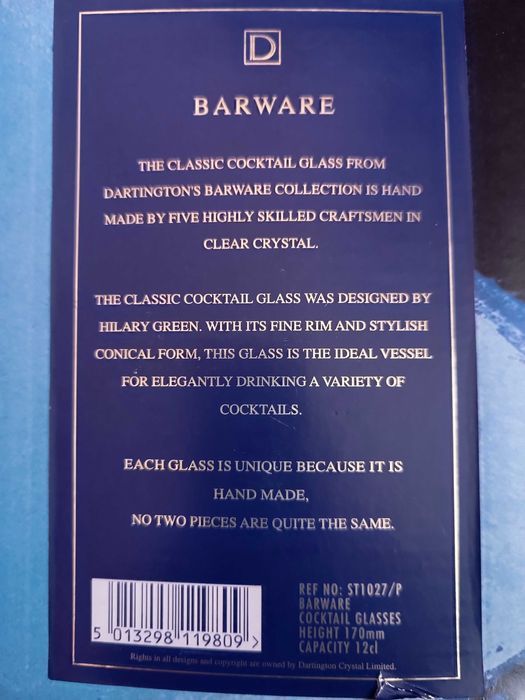 D
BARWARE
THE CLASSIC COCKTAIL GLASS FROM
DARTINGTON'S BARWARE COLLECTION IS HAND
MADE BY FIVE HIGHLY SKILLED CRAFTSMEN IN
CLEAR CRYSTAL.
THE CLASSIC COCKTAIL GLASS WAS DESIGNED BY
HILARY GREEN. WITH ITS FINE RIM AND STYLISH
CONICAL FORM, THIS GLASS IS THE IDEAL VESSEL
FOR ELEGANTLY DRINKING A VARIETY OF
COCKTAILS.
EACH GLASS IS UNIQUE BECAUSE IT IS
HAND MADE,
NO TWO PIECES ARE QUITE THE SAME.
5 013298 119809 >
REF NO: ST1027/P
BARWARE
COCKTAIL GLASSES
HEIGHT 170mm
CAPACITY 12cl
Rights in all designs and copyright are owned by Dartington Crystal Limited.